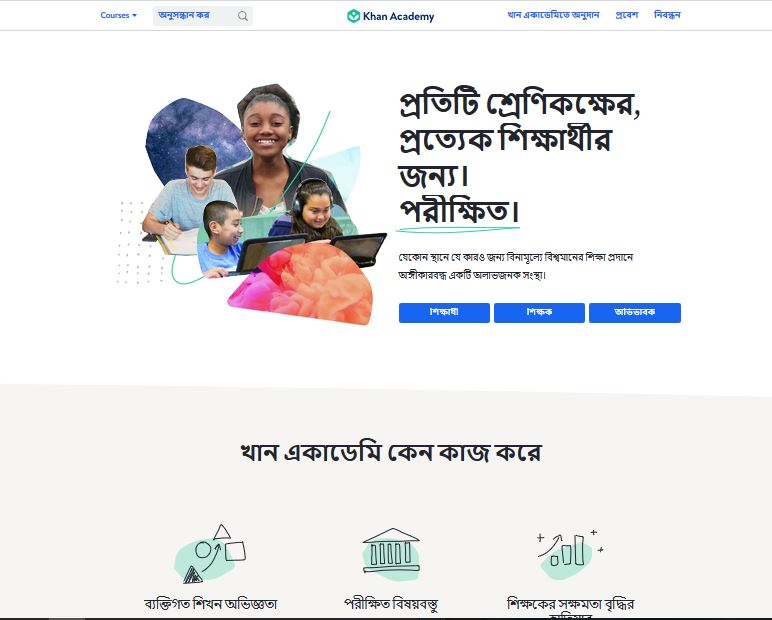 Courses
অনুসন্ধান কর
Khan Academy
খান একাডেমিতে অনুদান
প্রবেশ
নিবন্ধন
প্রতিটি শ্রেণিকক্ষের,
প্রত্যেক শিক্ষার্থীর
জন্য।
পরীক্ষিত।
যেকোন স্থানে যে কারও জন্য বিনামূল্যে বিশ্বমানের শিক্ষা প্রদানে
অঙ্গীকারবদ্ধ একটি অলাভজনক সংস্থা।
শিক্ষার্থী
শিক্ষক
অভিভাবক
খান একাডেমি কেন কাজ করে
ব্যক্তিগত শিখন অভিজ্ঞতা
পরীক্ষিত বিষয়বস্তু
শিক্ষকের সক্ষমতা বৃদ্ধির